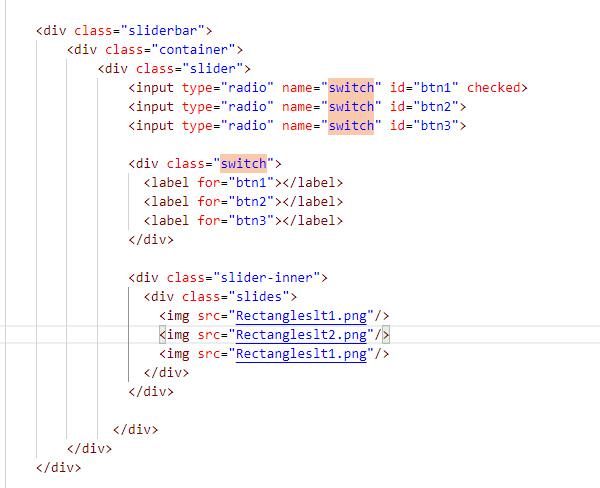 <div class="sliderbar">
<div class="container">
<div class="slider">
<input type="radio" name="switch" id="btn1" checked>
<input type="radio" name="switch" id="btn2">
<input type="radio" name="switch" id="btn3">
<div class="switch">
<label for="btn1"></label>
<label for="btn2"></label>
<label for="btn3"></label>
</div>
<div class="slider-inner">
<div class="slides">
<img src="Rectangleslt1.png"/>
<img src="Rectangleslt2.png"/>
<img src="Rectangleslt1.png"/>
</div>
</div>
</div>
</div>
</div>